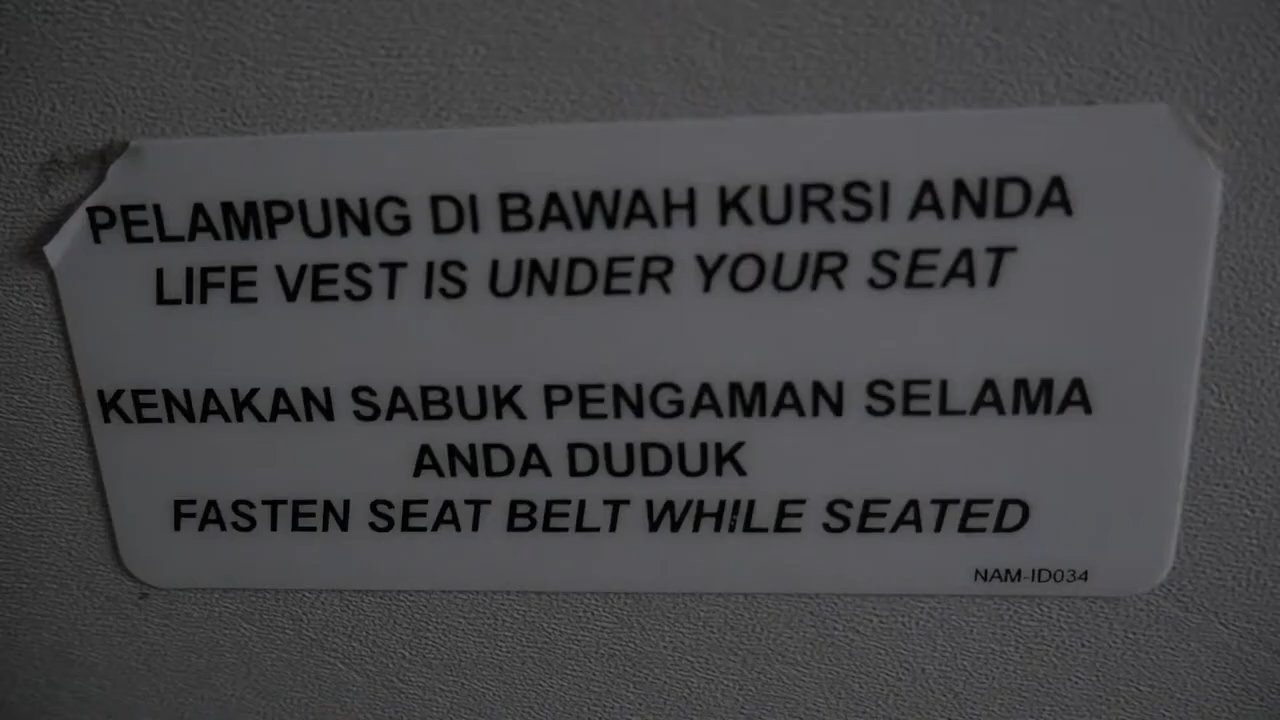 PELAMPUNG DI BAWAH KURSI ANDA
LIFE VEST IS UNDER YOUR SEAT
KENAKAN SABUK PENGAMAN SELAMA
ANDA DUDUK
FASTEN SEAT BELT WHILE SEATED
NAM-ID034